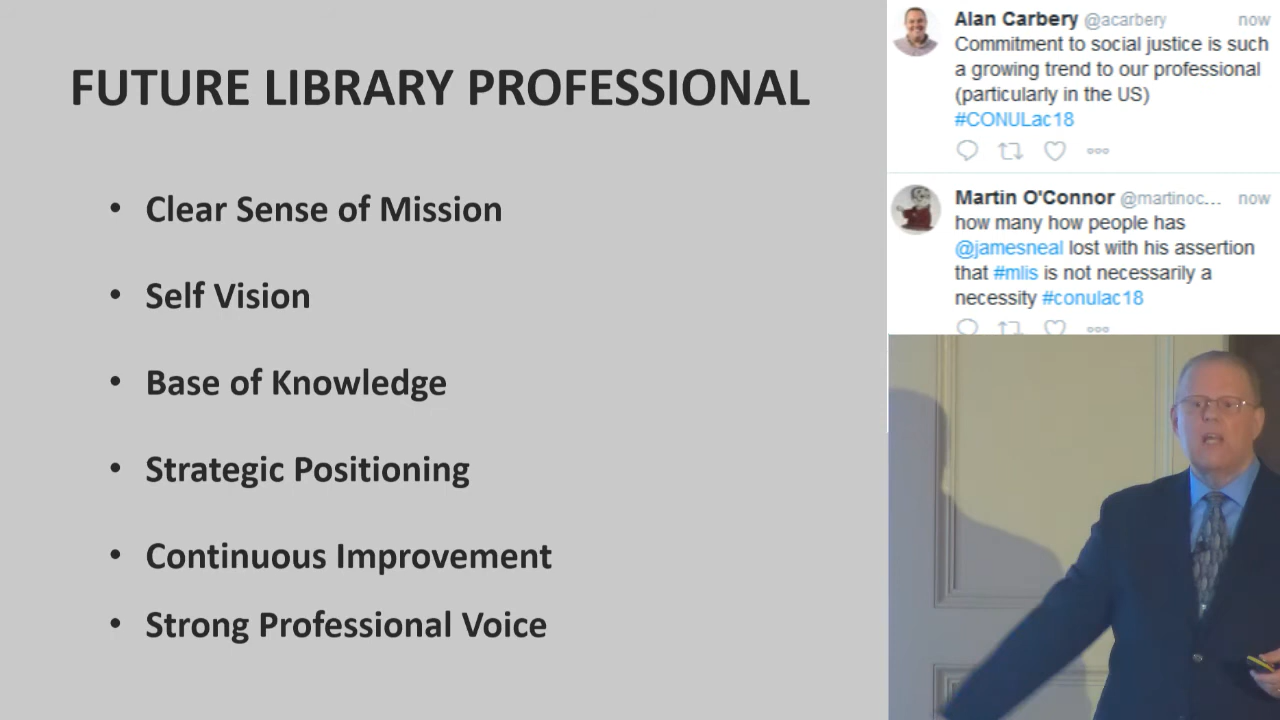 FUTURE LIBRARY PROFESSIONAL
• Clear Sense of Mission
• Self Vision
• Base of Knowledge
• Strategic Positioning
• Continuous Improvement
• Strong Professional Voice
Alan Carbery @acarbery now
Commitment to social justice is such
a growing trend to our professional
(particularly in the US)
#CONULac18
Martin O'Connor @martinoc... now
how many how people has
@jamesneal lost with his assertion
that #mlis is not necessarily a
necessity #conulac18